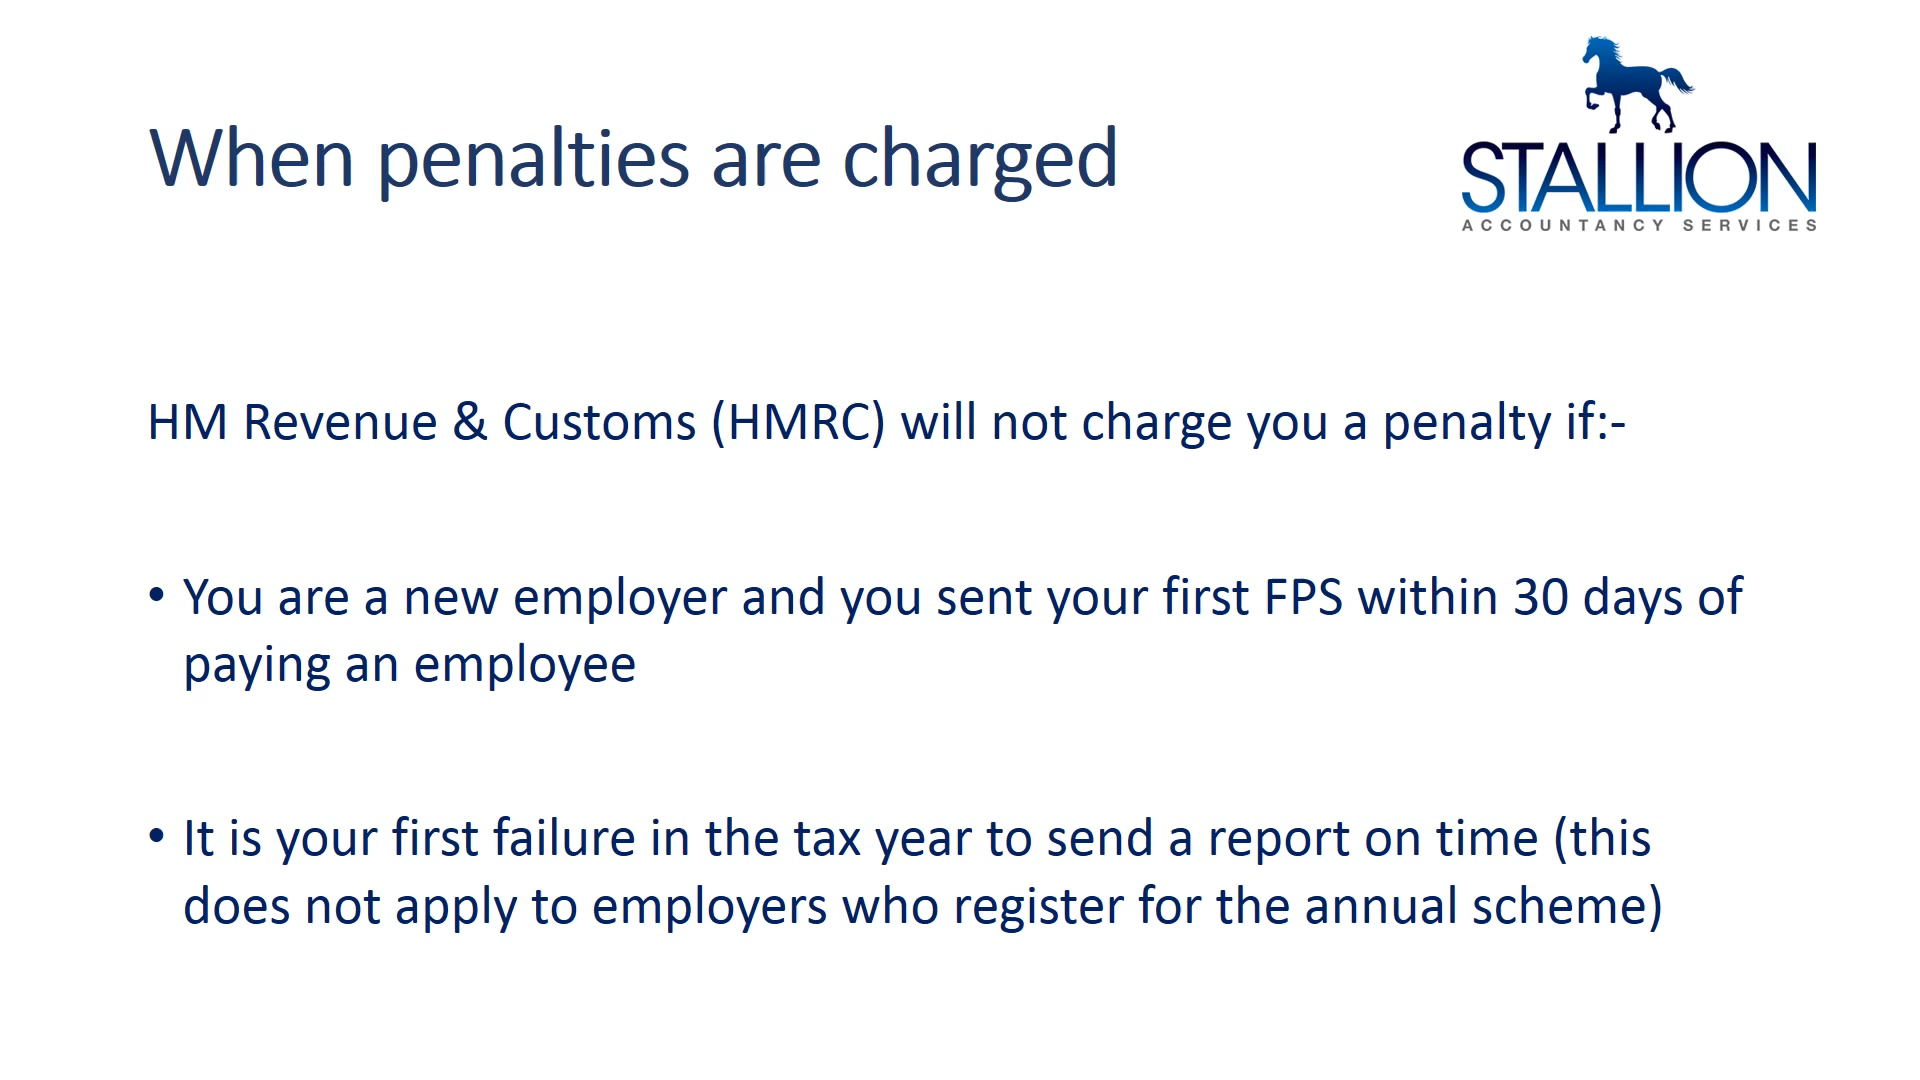 STALLION
ACCOUNTANCY SERVICES
When penalties are charged
HM Revenue & Customs (HMRC) will not charge you a penalty if:-
• You are a new employer and you sent your first FPS within 30 days of
paying an employee
• It is your first failure in the tax year to send a report on time (this
does not apply to employers who register for the annual scheme)